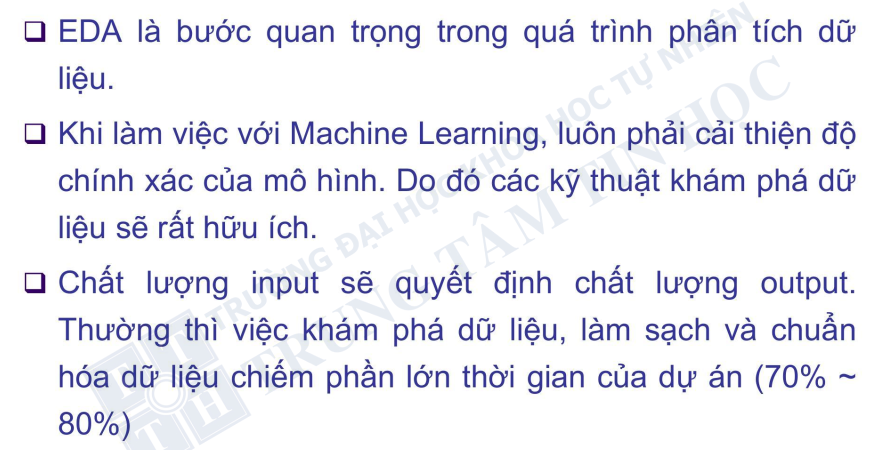 ❑ EDA là bước quan trọng trong quá trình phân tích dữ
liệu.
❑ Khi làm việc với Machine Learning, luôn phải cải thiện độ
chính xác của mô hình. Do đó các kỹ thuật khám phá dữ
liệu sẽ rất hữu ích.
❑ Chất lượng input sẽ quyết định chất lượng output.
Thường thì việc khám phá dữ liệu, làm sạch và chuẩn
hóa dữ liệu chiếm phần lớn thời gian của dự án (70% ~
80%)
TRƯỜNG ĐẠI HỌC KHOA HỌC TỰ NHIÊN
TRUNG TÂM TIN HỌC